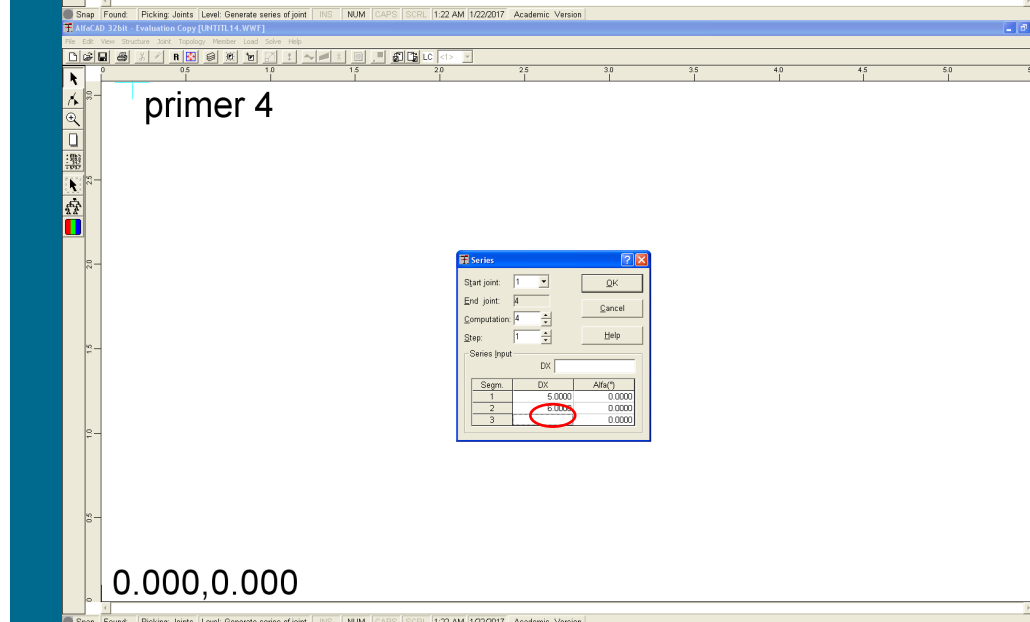 Snap Found: Picking: Joints Level: Generate series of joint INS NUM CAPS SCRL 1:22 AM 1/22/2017 Academic Version
AlfaCAD 32bit - Evaluation Copy [UNTITL14.WWF]
File Edit View Structure Joint Topology Member Load Solve Help
R LC <1>
0 0.5 1.0 1.5 2.0 2.5 3.0 3.5 4.0 4.5 5.0
3.0
primer 4
2.5
2.0
Series
Start joint: 1 OK
End joint: 4 Cancel
Computation: 4
Step: 1 Help
Series Input
DX
Segm. DX Alfa(°)
1 5.0000 0.0000
2 6.0000 0.0000
3 0.0000
1.5
1.0
0.5
0.000,0.000
0
Snap Found: Picking: Joints Level: Generate series of joint INS NUM CAPS SCRL 1:22 AM 1/22/2017 Academic Version